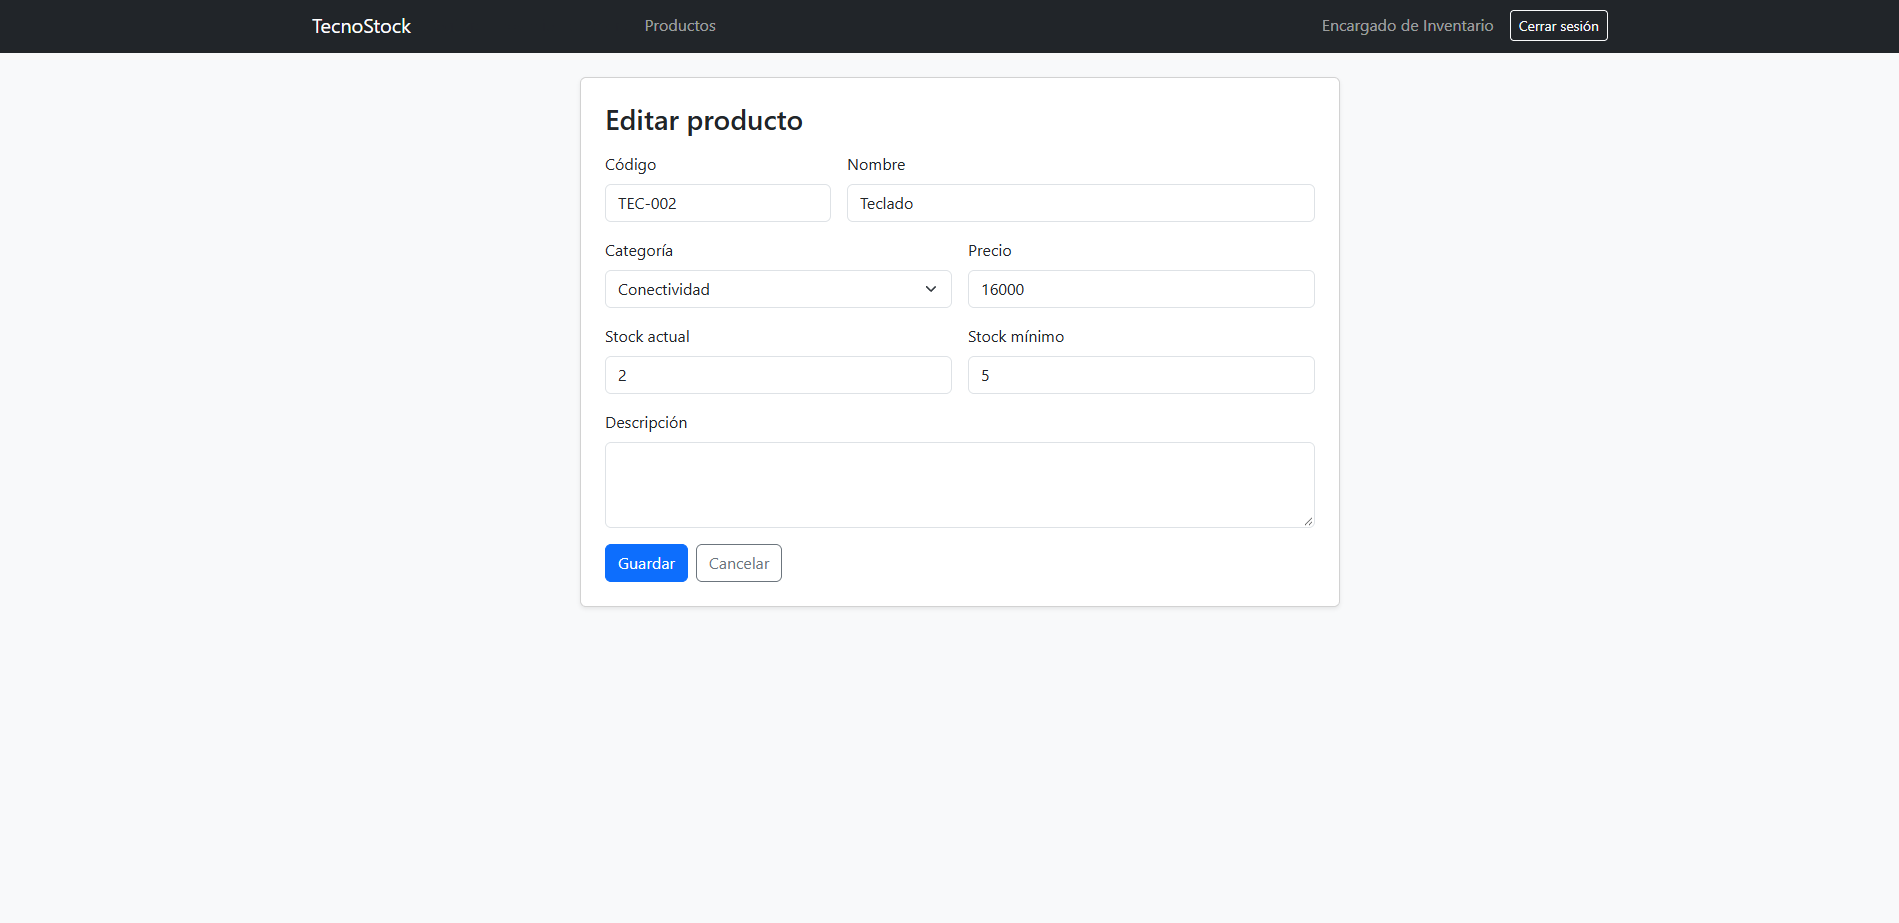 TecnoStock Productos Encargado de Inventario Cerrar sesión
Editar producto
Código Nombre
TEC-002 Teclado
Categoría Precio
Conectividad 16000
Stock actual Stock mínimo
2 5
Descripción
Guardar Cancelar